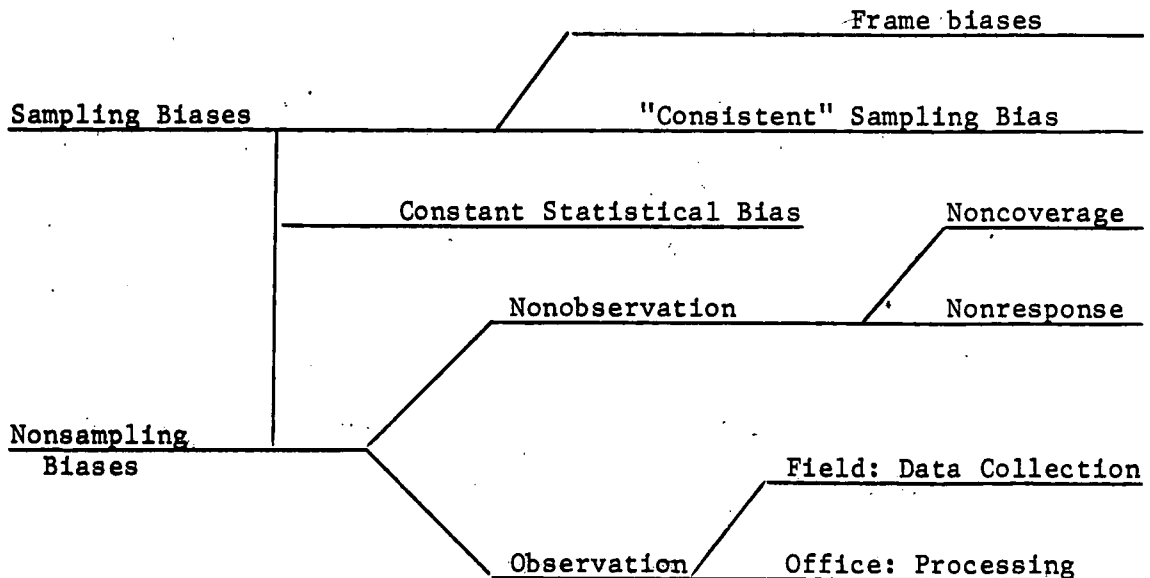 Frame biases
Sampling Biases
"Consistent" Sampling Bias
Constant Statistical Bias
Noncoverage
Nonobservation
Nonresponse
Nonsampling
Biases
Field: Data Collection
Observation
Office: Processing